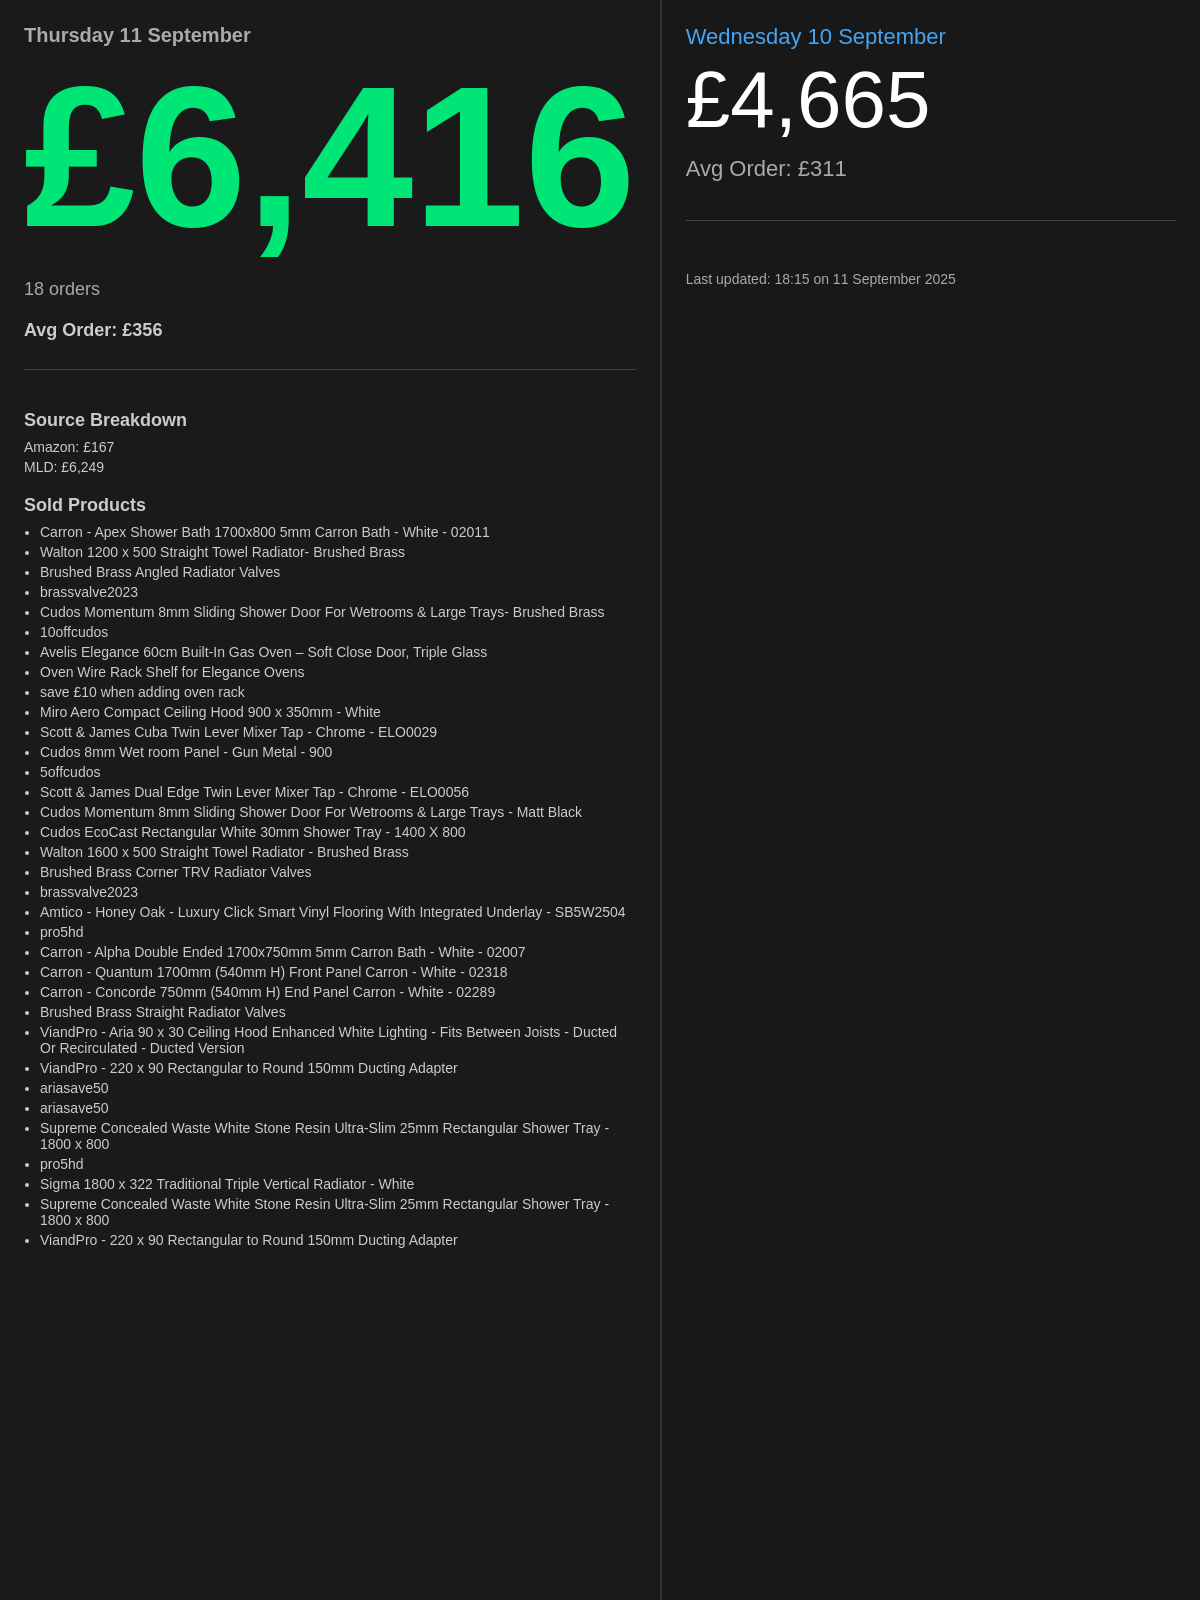 Thursday 11 September
£6,416
18 orders
Avg Order: £356
Source Breakdown
Amazon: £167
MLD: £6,249
Sold Products
• Carron - Apex Shower Bath 1700x800 5mm Carron Bath - White - 02011
• Walton 1200 x 500 Straight Towel Radiator- Brushed Brass
• Brushed Brass Angled Radiator Valves
• brassvalve2023
• Cudos Momentum 8mm Sliding Shower Door For Wetrooms & Large Trays- Brushed Brass
• 10offcudos
• Avelis Elegance 60cm Built-In Gas Oven – Soft Close Door, Triple Glass
• Oven Wire Rack Shelf for Elegance Ovens
• save £10 when adding oven rack
• Miro Aero Compact Ceiling Hood 900 x 350mm - White
• Scott & James Cuba Twin Lever Mixer Tap - Chrome - ELO0029
• Cudos 8mm Wet room Panel - Gun Metal - 900
• 5offcudos
• Scott & James Dual Edge Twin Lever Mixer Tap - Chrome - ELO0056
• Cudos Momentum 8mm Sliding Shower Door For Wetrooms & Large Trays - Matt Black
• Cudos EcoCast Rectangular White 30mm Shower Tray - 1400 X 800
• Walton 1600 x 500 Straight Towel Radiator - Brushed Brass
• Brushed Brass Corner TRV Radiator Valves
• brassvalve2023
• Amtico - Honey Oak - Luxury Click Smart Vinyl Flooring With Integrated Underlay - SB5W2504
• pro5hd
• Carron - Alpha Double Ended 1700x750mm 5mm Carron Bath - White - 02007
• Carron - Quantum 1700mm (540mm H) Front Panel Carron - White - 02318
• Carron - Concorde 750mm (540mm H) End Panel Carron - White - 02289
• Brushed Brass Straight Radiator Valves
• ViandPro - Aria 90 x 30 Ceiling Hood Enhanced White Lighting - Fits Between Joists - Ducted
Or Recirculated - Ducted Version
• ViandPro - 220 x 90 Rectangular to Round 150mm Ducting Adapter
• ariasave50
• ariasave50
• Supreme Concealed Waste White Stone Resin Ultra-Slim 25mm Rectangular Shower Tray -
1800 x 800
• pro5hd
• Sigma 1800 x 322 Traditional Triple Vertical Radiator - White
• Supreme Concealed Waste White Stone Resin Ultra-Slim 25mm Rectangular Shower Tray -
1800 x 800
• ViandPro - 220 x 90 Rectangular to Round 150mm Ducting Adapter
Wednesday 10 September
£4,665
Avg Order: £311
Last updated: 18:15 on 11 September 2025